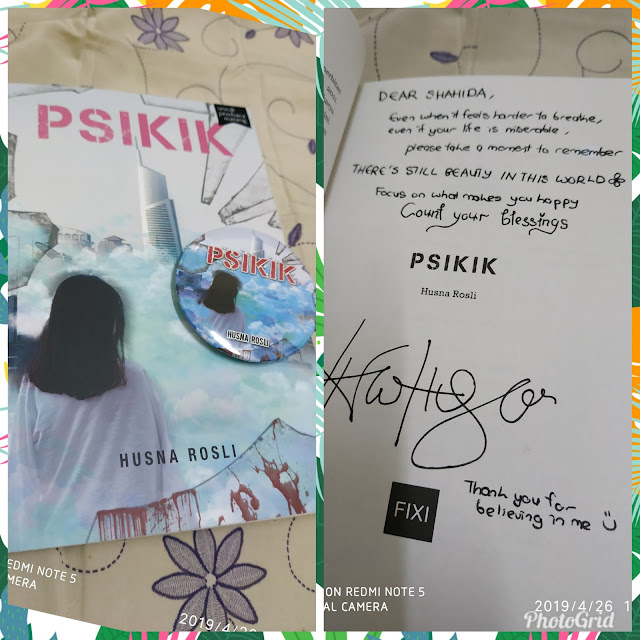 PSIKIK
PSIKIK
HUSNA ROSLI
HUSNA ROSLI
REDMI NOTE 5
CAMERA
2019/4/
DEAR SHAHIDA,
Even when it feels harder to breathe,
even if your life is miserable,
please take a moment to remember
THERE'S STILL BEAUTY IN THIS WORLD
Focus on what makes you happy
Count your blessings
PSIKIK
Husna Rosli
FIXI
Thank you for
believing in me
ON REDMI NOTE 5
AL CAMERA
2019/4/26 1
PhotoGrid